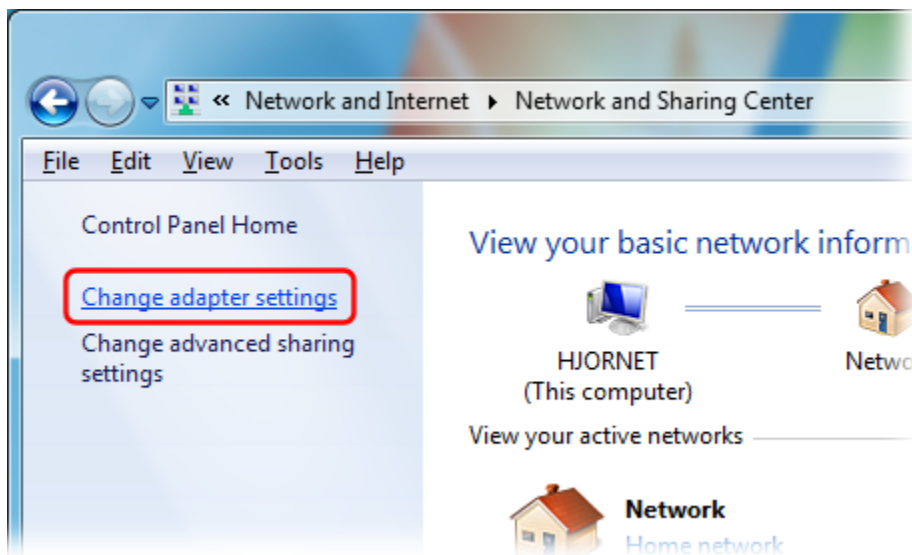 « Network and Internet ▸ Network and Sharing Center
File Edit View Tools Help
Control Panel Home
View your basic network inform
Change adapter settings
Change advanced sharing
settings
HJORNET
(This computer)
Netwo
View your active networks
Network
Home network